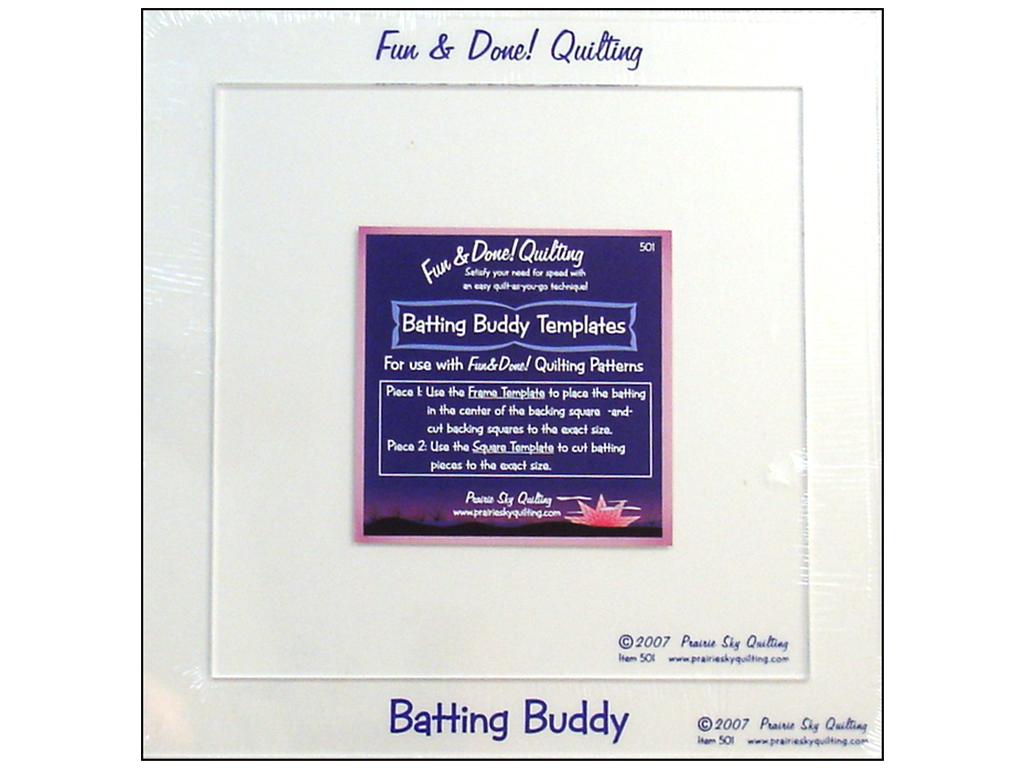 Fun & Done! Quilting
Fun & Done! Quilting
501
Satisfy your need for speed with
an easy quilt-as-you-go technique!
Batting Buddy Templates
For use with Fun&Done! Quilting Patterns
Piece 1: Use the Frame Template to place the batting
in the center of the backing square -and-
cut backing squares to the exact size.
Piece 2: Use the Square Template to cut batting
pieces to the exact size.
Prairie Sky Quilting
www.prairieskyquilting.com
©2007 Prairie Sky Quilting
Item 501 www.prairieskyquilting.com
Batting Buddy
©2007 Prairie Sky Quilting
Item 501 www.prairieskyquilting.com